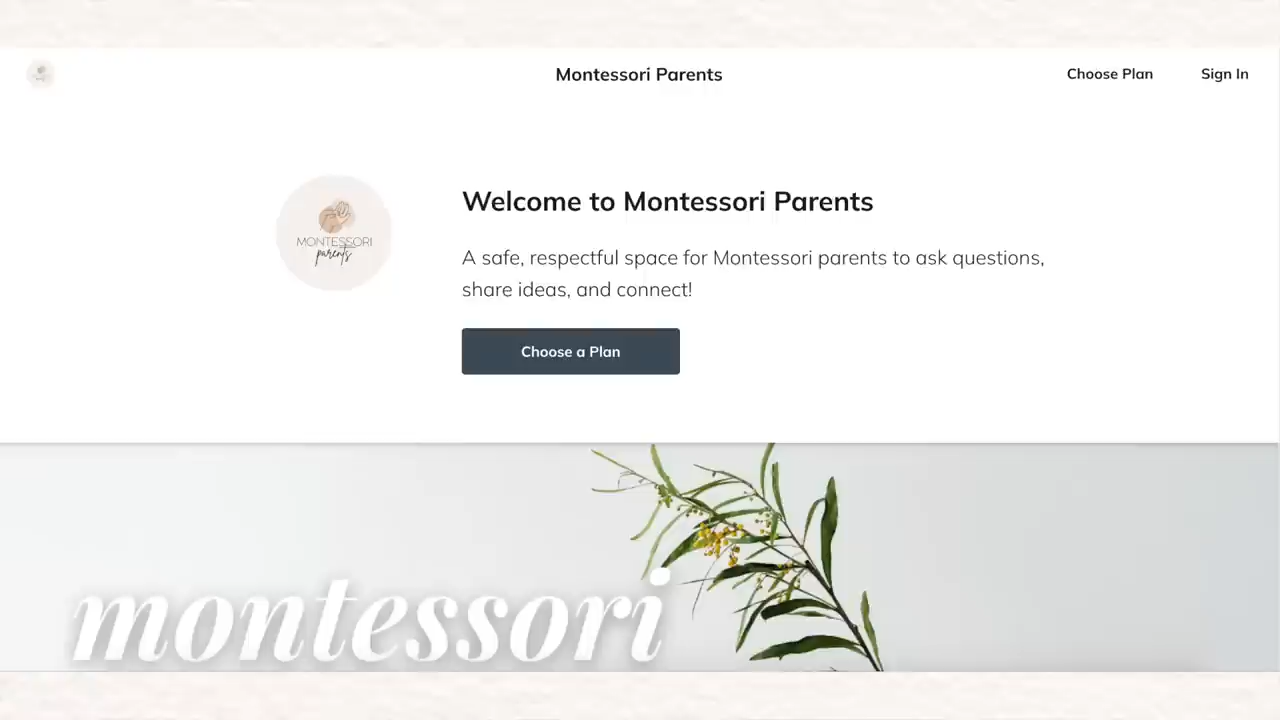 Montessori Parents
Choose Plan
Sign In
MONTESSORI
parents
Welcome to Montessori Parents
A safe, respectful space for Montessori parents to ask questions,
share ideas, and connect!
Choose a Plan
montessori